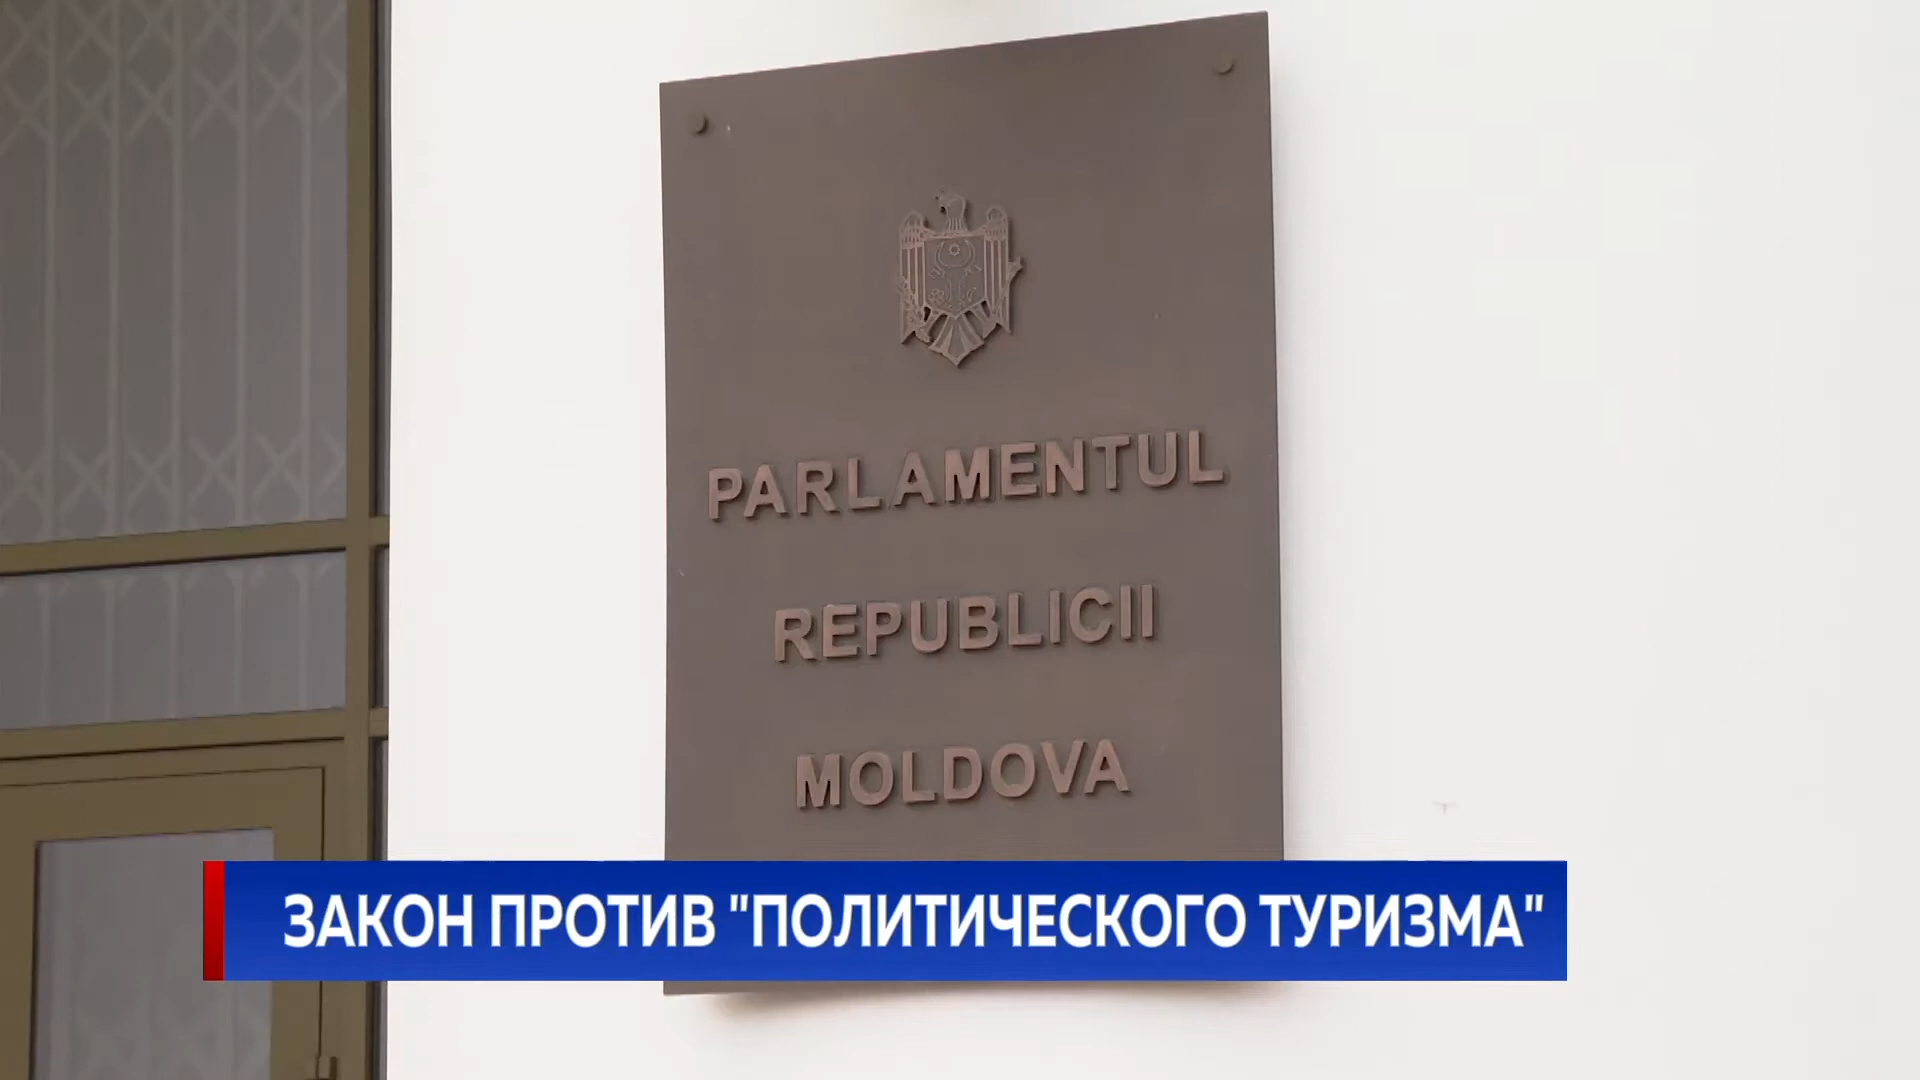 PARLAMENTUL
REPUBLICII
MOLDOVA
ЗАКОН ПРОТИВ "ПОЛИТИЧЕСКОГО ТУРИЗМА"